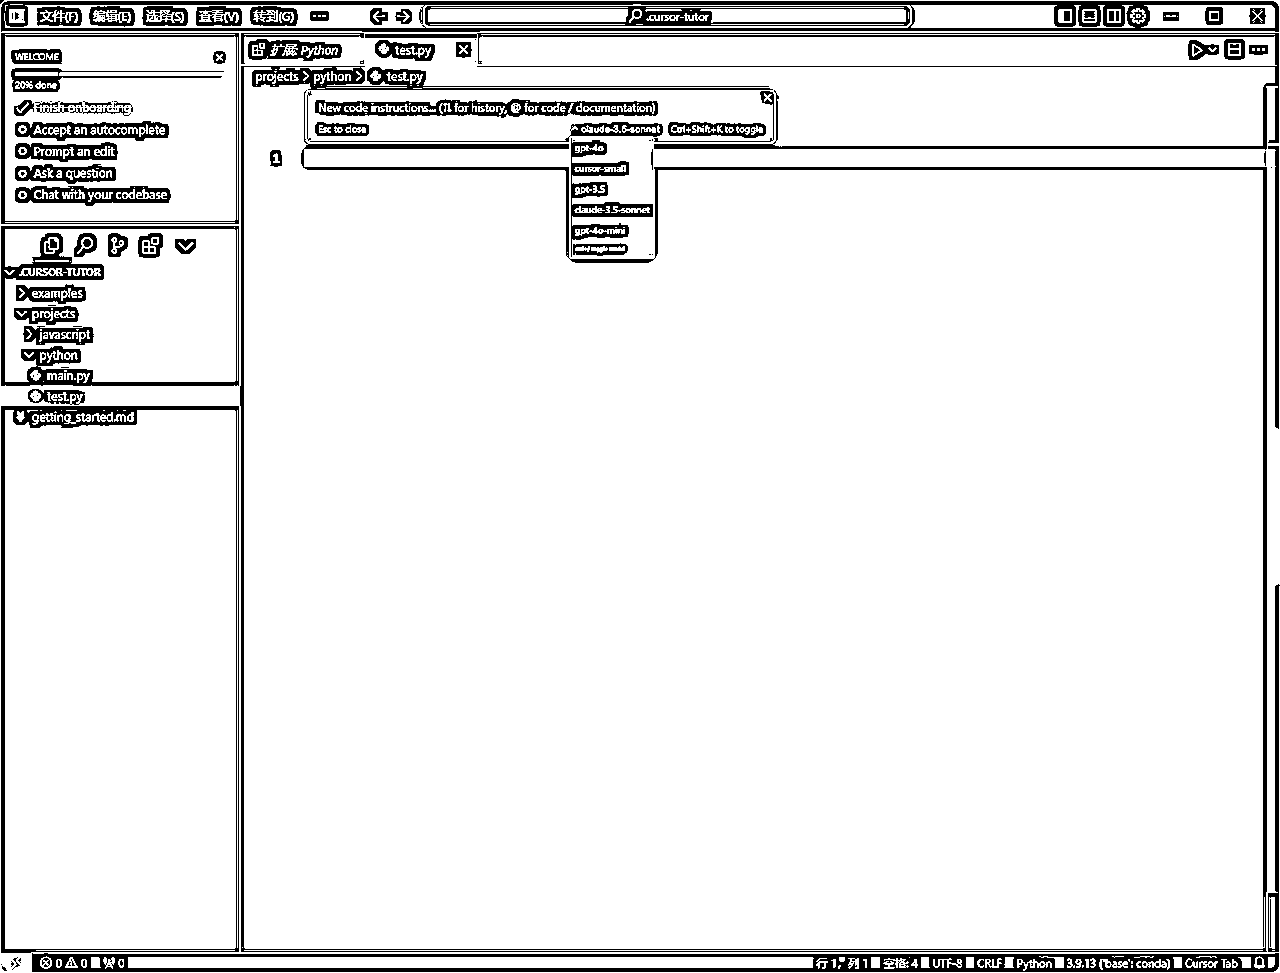 文件(F) 编辑(E) 选择(S) 查看(V) 转到(G) ··· .cursor-tutor
WELCOME
20% done
Finish onboarding
Accept an autocomplete
Prompt an edit
Ask a question
Chat with your codebase
.CURSOR-TUTOR
examples
projects
javascript
python
main.py
test.py
getting_started.md
扩展: Python test.py
projects > python > test.py
New code instructions... (↑↓ for history, @ for code / documentation)
Esc to close ^ claude-3.5-sonnet Ctrl+Shift+K to toggle
gpt-4o
cursor-small
gpt-3.5
claude-3.5-sonnet
gpt-4o-mini
1
0 0 0 行 1, 列 1 空格: 4 UTF-8 CRLF Python 3.9.13 ('base': conda) Cursor Tab